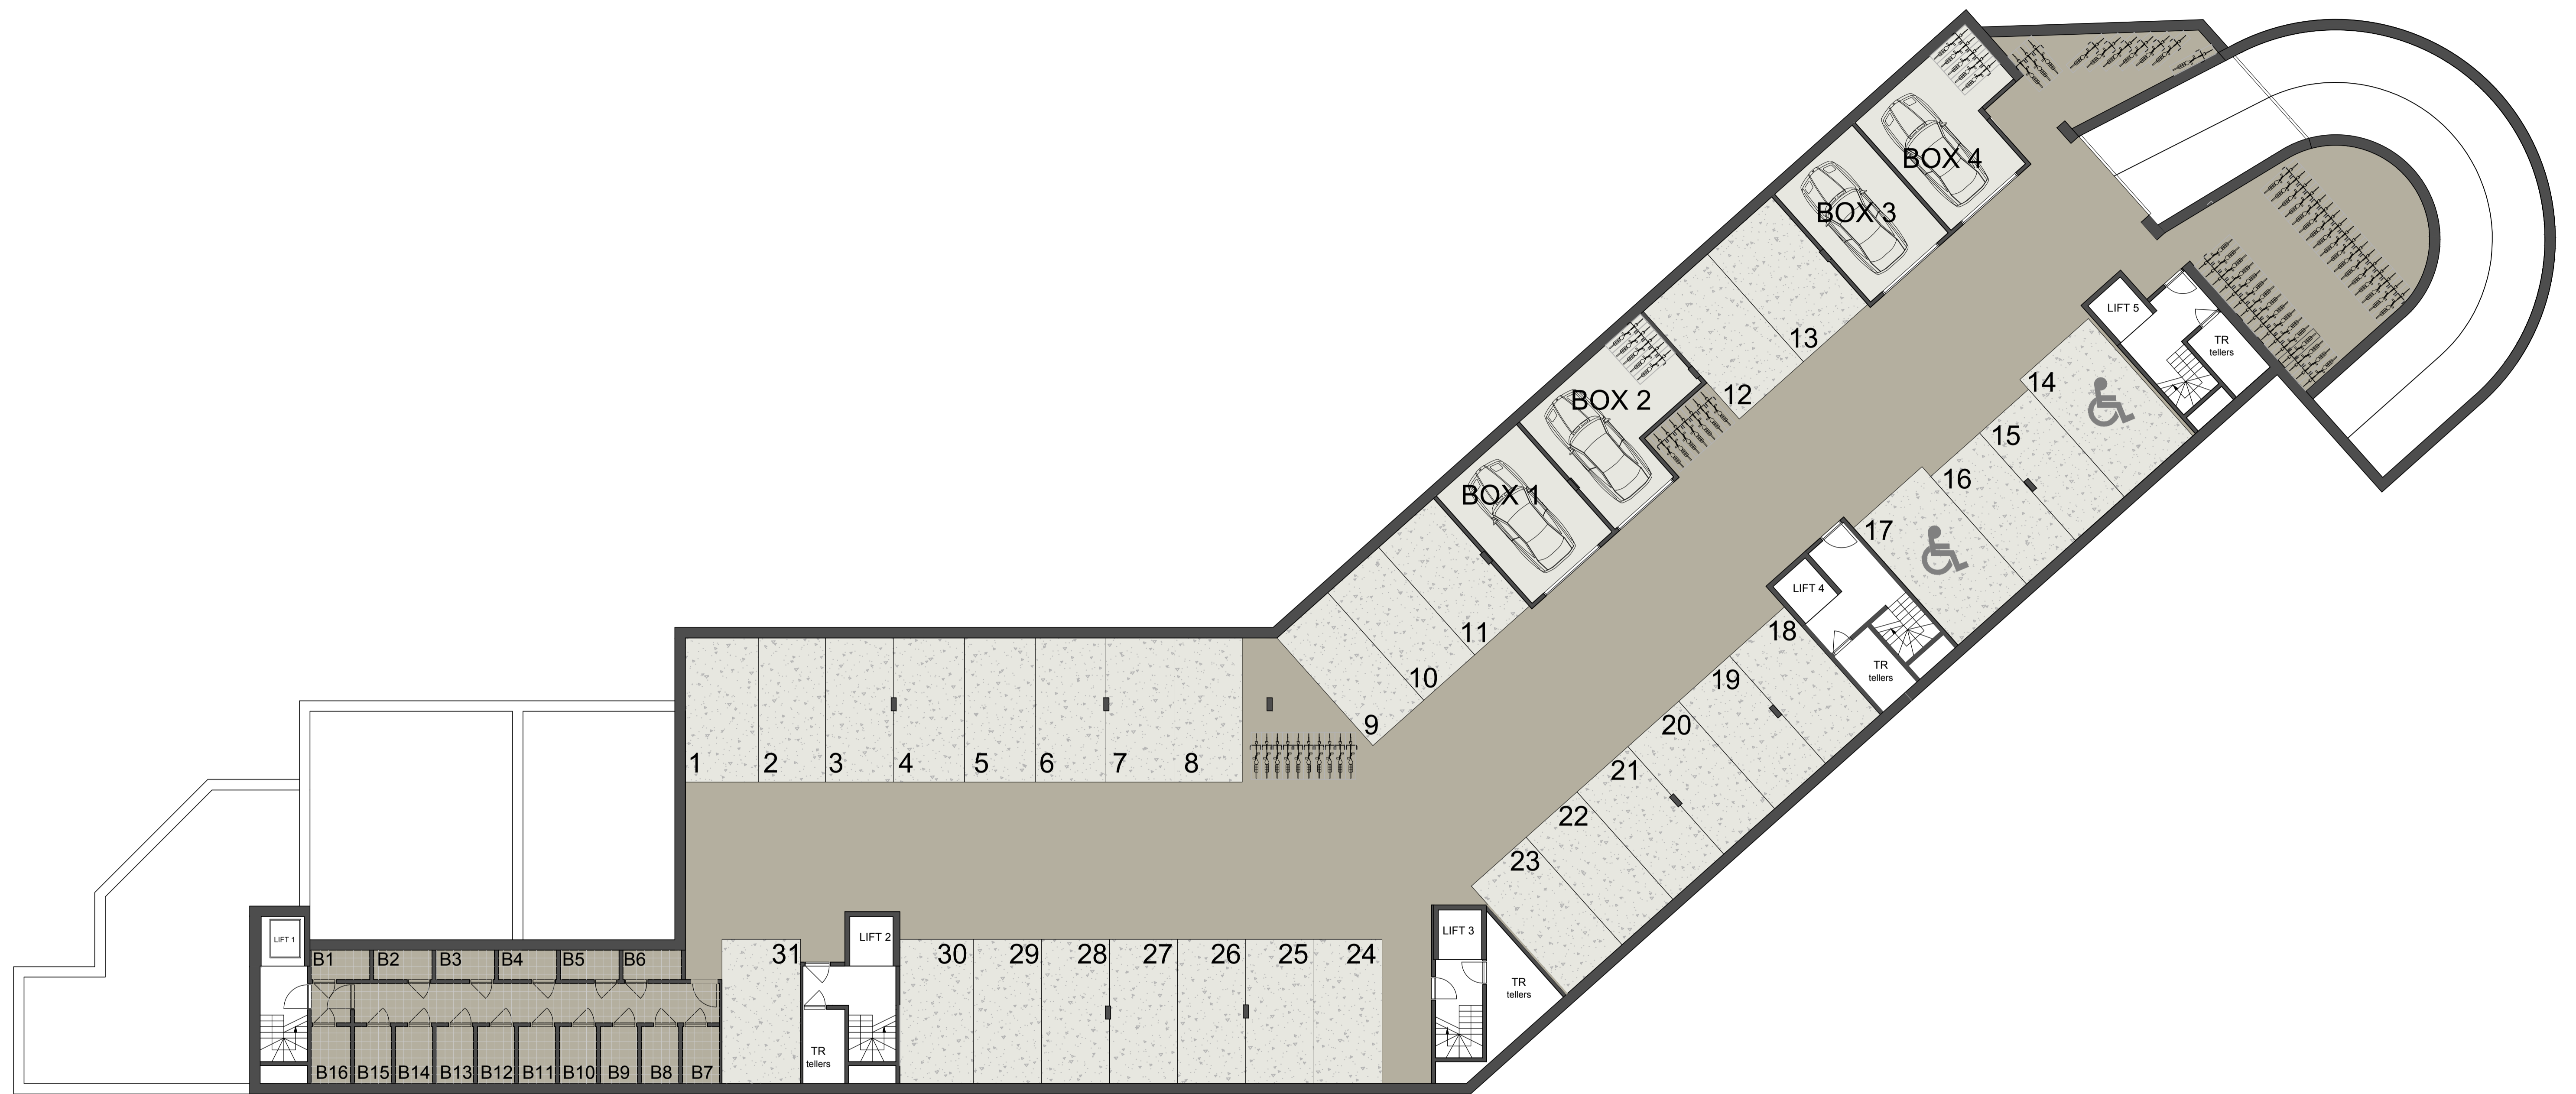 BOX 4
BOX 3
LIFT 5
TR
tellers
13
14
12
BOX 2
15
16
BOX 1
17
LIFT 4
11
18
TR
tellers
10
19
9
20
1
2
3
4
5
6
7
8
21
22
23
LIFT 1
LIFT 2
LIFT 3
B1
B2
B3
B4
B5
B6
31
30
29
28
27
26
25
24
TR
tellers
TR
tellers
B16
B15
B14
B13
B12
B11
B10
B9
B8
B7